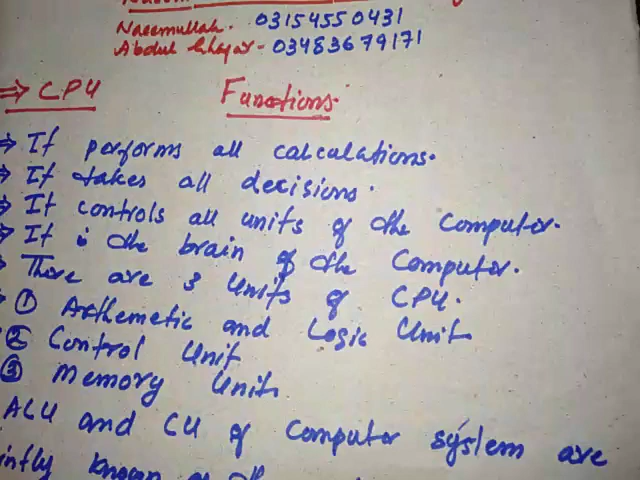 Naeemullah. 03154550431
Abdul Ghafar - 03483679171
⇒ CPU Functions
⇒ It performs all calculations.
⇒ It takes all decisions.
⇒ It controls all units of the Computer.
⇒ It is the brain of the Computer.
There are 3 Units of CPU.
① Arthemetic and Logic Unit
② Control Unit
③ Memory Unit
ALU and CU of Computer system are
known